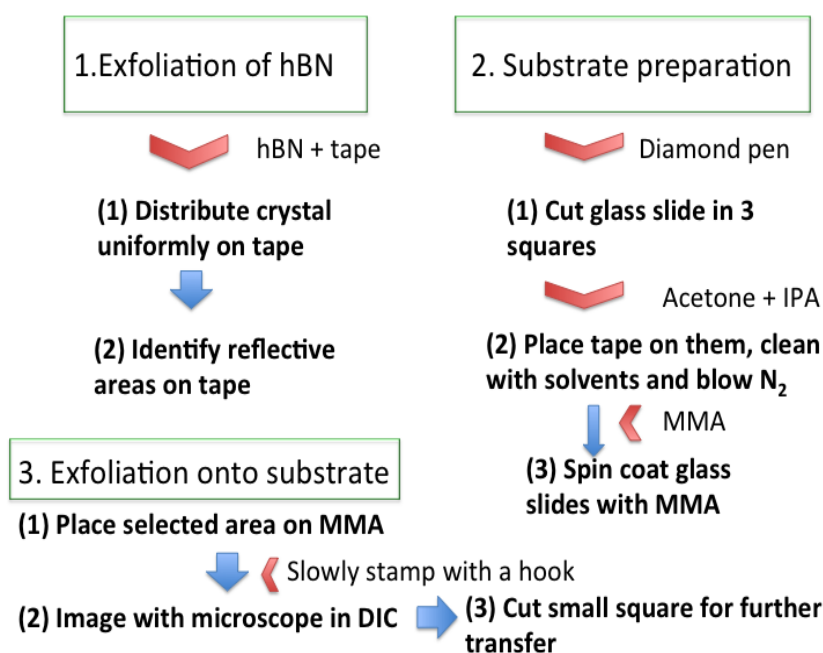 1.Exfoliation of hBN
hBN + tape
(1) Distribute crystal
uniformly on tape
(2) Identify reflective
areas on tape
2. Substrate preparation
Diamond pen
(1) Cut glass slide in 3
squares
Acetone + IPA
(2) Place tape on them, clean
with solvents and blow N₂
MMA
(3) Spin coat glass
slides with MMA
3. Exfoliation onto substrate
(1) Place selected area on MMA
Slowly stamp with a hook
(2) Image with microscope in DIC
(3) Cut small square for further
transfer